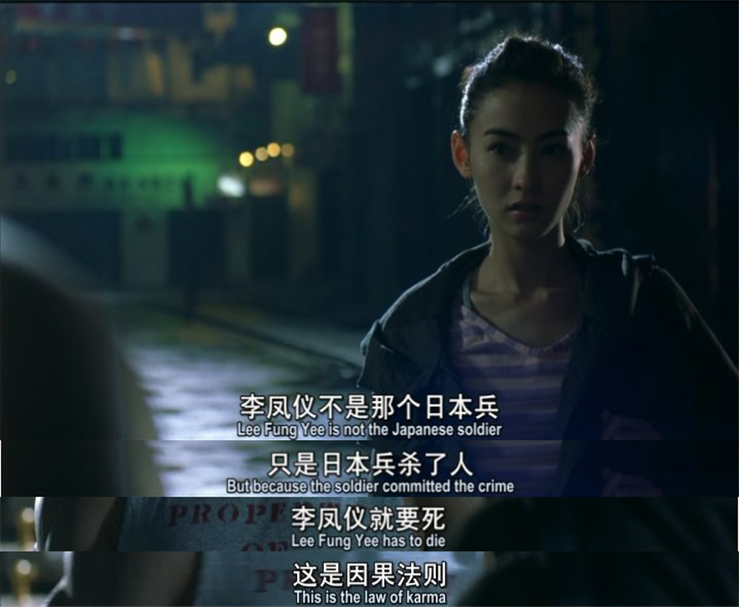 李凤仪不是那个日本兵
Lee Fung Yee is not the Japanese soldier
只是日本兵杀了人
But because the soldier committed the crime
PROPE
李凤仪就要死
Lee Fung Yee has to die
OF
这是因果法则
This is the law of karma